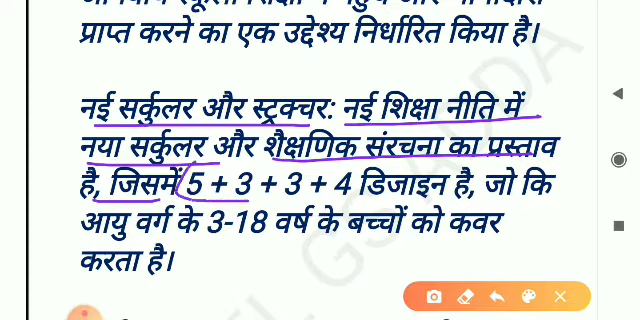 प्राप्त करने का एक उद्देश्य निर्धारित किया है।
नई सर्कुलर और स्ट्रक्चर: नई शिक्षा नीति में
नया सर्कुलर और शैक्षणिक संरचना का प्रस्ताव
है, जिसमें 5 + 3 + 3 + 4 डिजाइन है, जो कि
आयु वर्ग के 3-18 वर्ष के बच्चों को कवर
करता है।